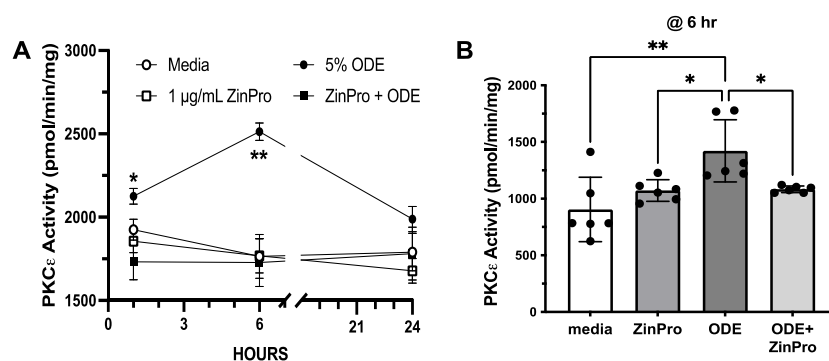 A
PKCε Activity (pmol/min/mg)
3000
2500
2000
1500
Media
5% ODE
1 µg/mL ZinPro
ZinPro + ODE
*
**
0
3
6
21
24
HOURS
B
@ 6 hr
PKCε Activity (pmol/min/mg)
2000
1500
1000
500
0
**
*
*
media
ZinPro
ODE
ODE+
ZinPro